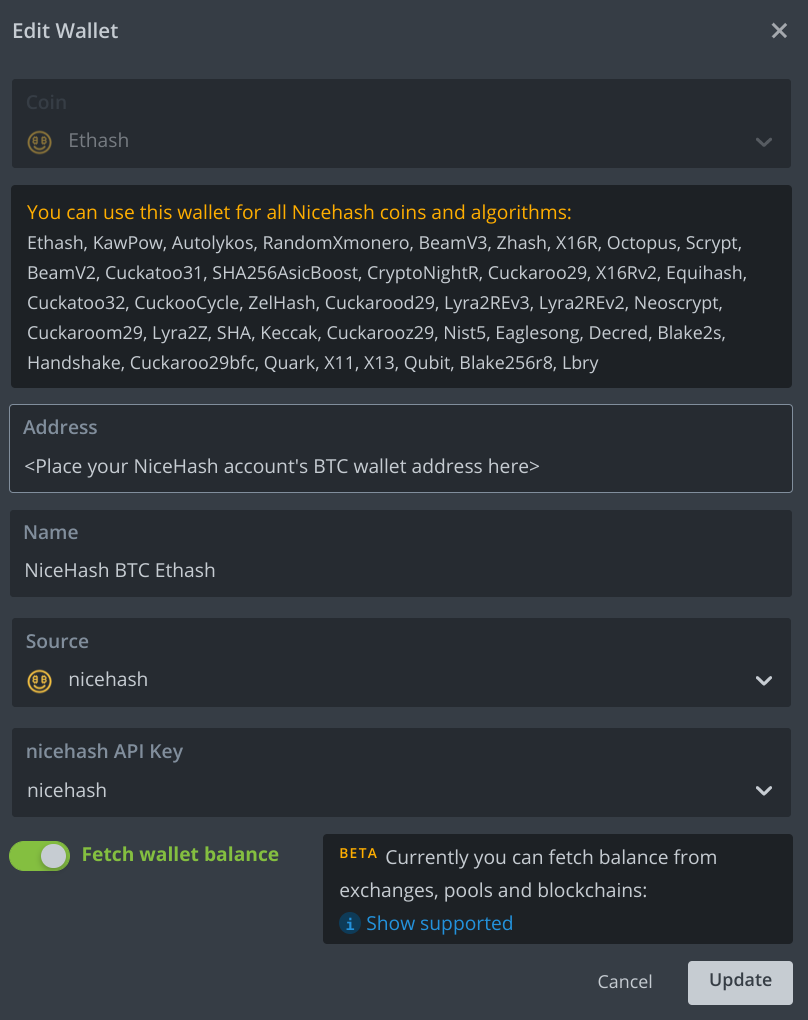 Edit Wallet
Coin
Ethash
You can use this wallet for all Nicehash coins and algorithms:
Ethash, KawPow, Autolykos, RandomXmonero, BeamV3, Zhash, X16R, Octopus, Scrypt,
BeamV2, Cuckatoo31, SHA256AsicBoost, CryptoNightR, Cuckaroo29, X16Rv2, Equihash,
Cuckatoo32, CuckooCycle, ZelHash, Cuckarood29, Lyra2REv3, Lyra2REv2, Neoscrypt,
Cuckaroom29, Lyra2Z, SHA, Keccak, Cuckarooz29, Nist5, Eaglesong, Decred, Blake2s,
Handshake, Cuckaroo29bfc, Quark, X11, X13, Qubit, Blake256r8, Lbry
Address
<Place your NiceHash account's BTC wallet address here>
Name
NiceHash BTC Ethash
Source
nicehash
nicehash API Key
nicehash
Fetch wallet balance
BETA Currently you can fetch balance from
exchanges, pools and blockchains:
Show supported
Cancel
Update